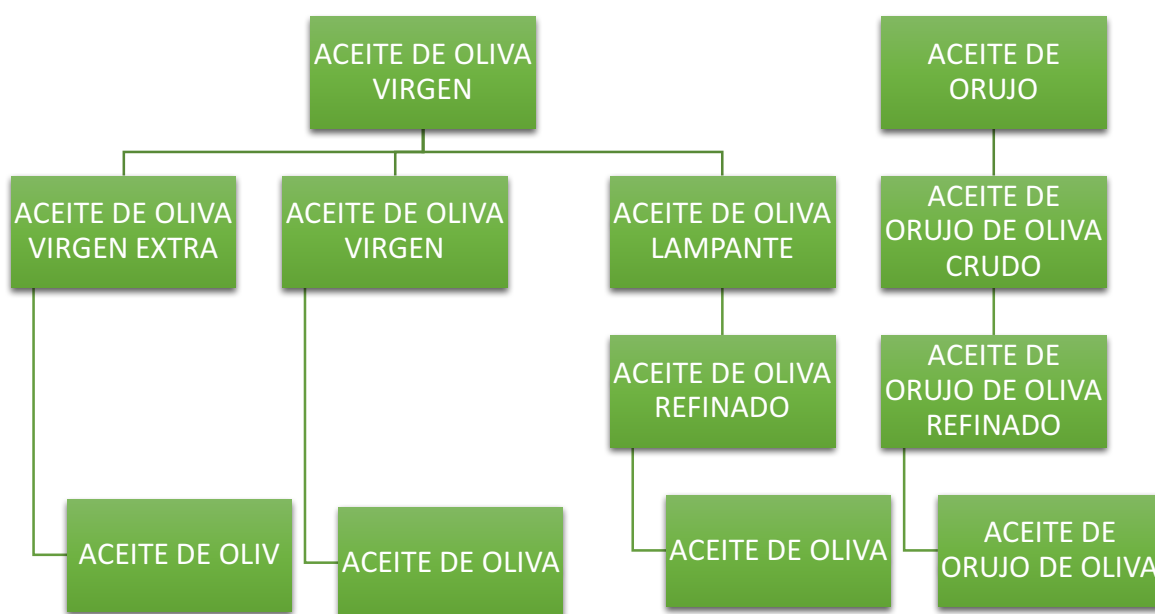 ACEITE DE OLIVA
VIRGEN
ACEITE DE
ORUJO
ACEITE DE OLIVA
VIRGEN EXTRA
ACEITE DE OLIVA
VIRGEN
ACEITE DE OLIVA
LAMPANTE
ACEITE DE
ORUJO DE OLIVA
CRUDO
ACEITE DE OLIVA
REFINADO
ACEITE DE
ORUJO DE OLIVA
REFINADO
ACEITE DE OLIV
ACEITE DE OLIVA
ACEITE DE OLIVA
ACEITE DE
ORUJO DE OLIVA